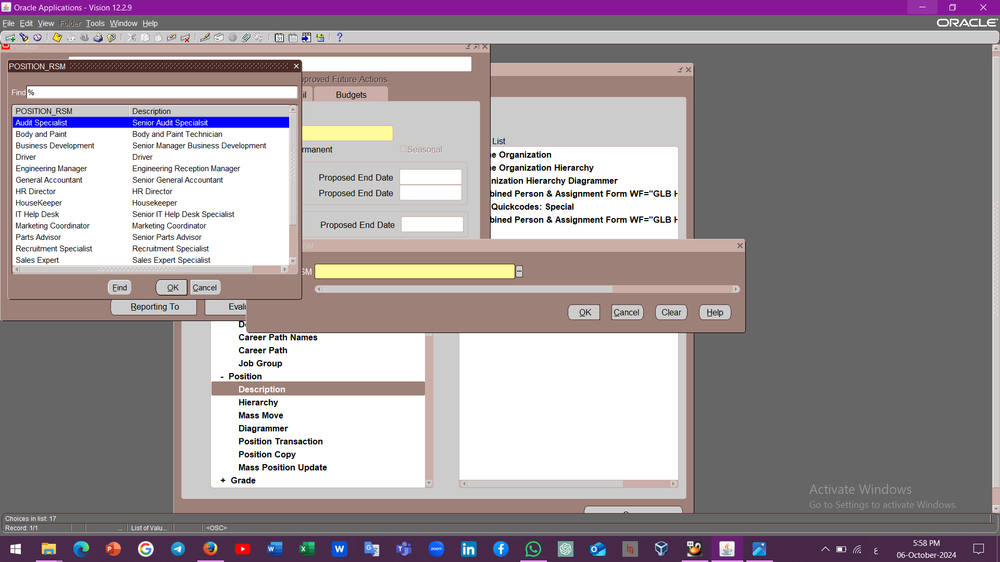 Oracle Applications - Vision 12.2.9
File Edit View Folder Tools Window Help
ORACLE
Position
POSITION_RSM
Find %
POSITION_RSM Description
Audit Specialist Senior Audit Specialsit
Body and Paint Body and Paint Technician
Business Development Senior Manager Business Development
Driver Driver
Engineering Manager Engineering Reception Manager
General Accountant Senior General Accountant
HR Director HR Director
HouseKeeper Housekeeper
IT Help Desk Senior IT Help Desk Specialist
Marketing Coordinator Marketing Coordinator
Parts Advisor Senior Parts Advisor
Recruitment Specialist Recruitment Specialist
Sales Expert Sales Expert Specialist
Find OK Cancel
proved Future Actions
il Budgets
rmanent Seasonal
Proposed End Date
Proposed End Date
Proposed End Date
Reporting To Evalu
List
e Organization
e Organization Hierarchy
nization Hierarchy Diagrammer
bined Person & Assignment Form WF="GLB H
Quickcodes: Special
bined Person & Assignment Form WF="GLB H
SM
SM
OK Cancel Clear Help
De
Career Path Names
Career Path
Job Group
- Position
Description
Hierarchy
Mass Move
Diagrammer
Position Transaction
Position Copy
Mass Position Update
+ Grade
Activate Windows
Go to Settings to activate Windows.
Choices in list: 17
Record: 1/1 ... List of Valu... <OSC>
zoom
ع
5:58 PM
06-October-2024